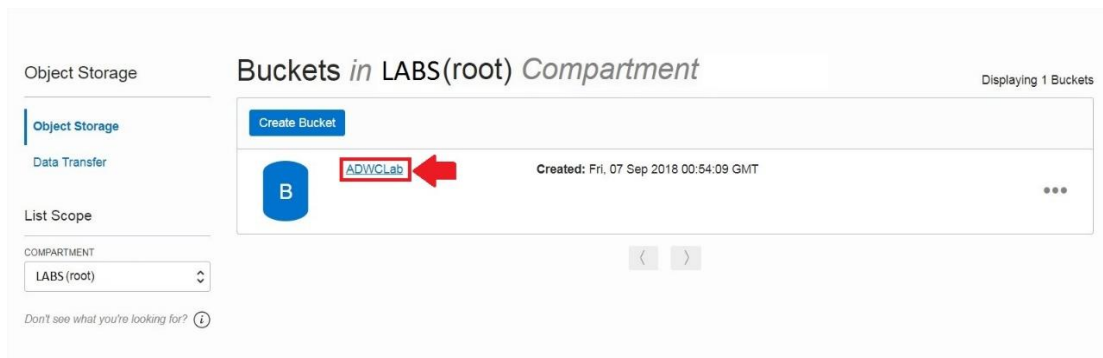 Object Storage
Object Storage
Data Transfer
List Scope
COMPARTMENT
LABS (root)
Don't see what you're looking for? i
Buckets in LABS(root) Compartment
Displaying 1 Buckets
Create Bucket
B
ADWCLab
Created: Fri, 07 Sep 2018 00:54:09 GMT